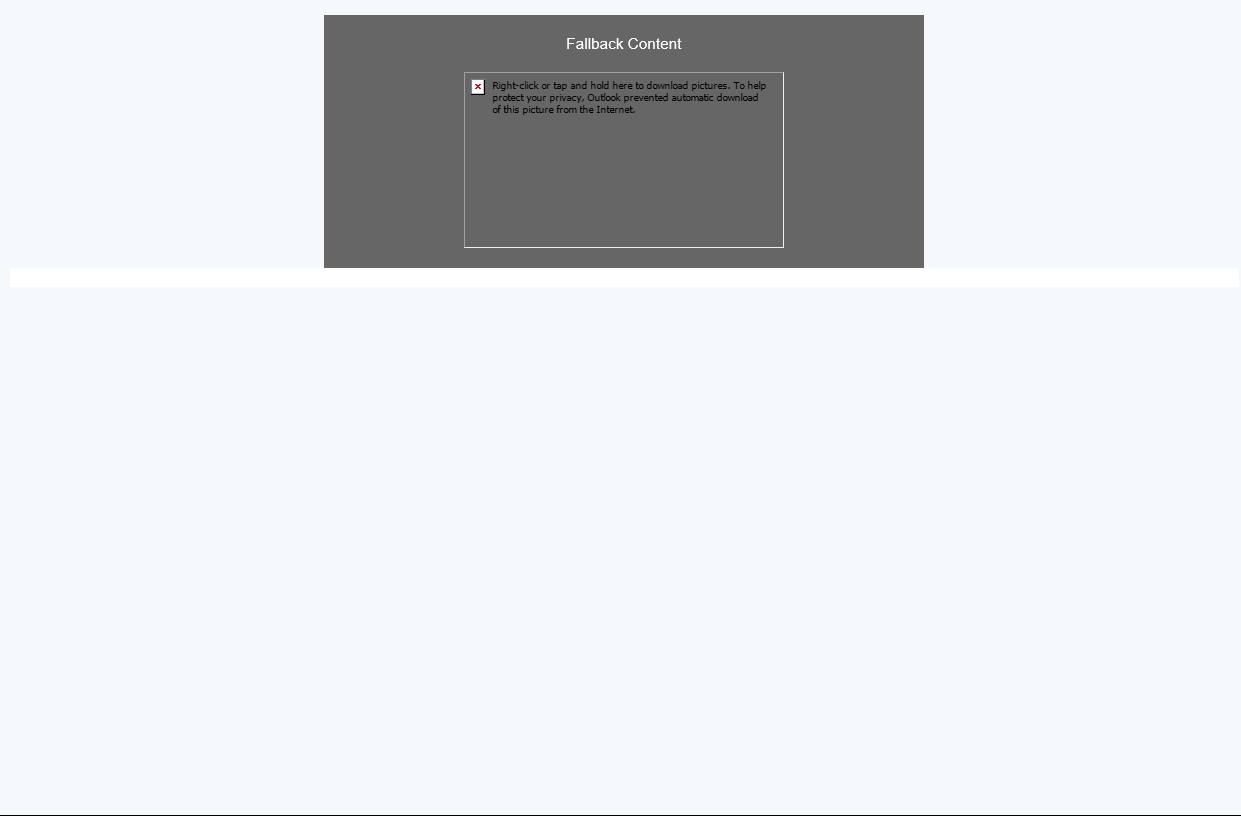 Fallback Content
Right-click or tap and hold here to download pictures. To help
protect your privacy, Outlook prevented automatic download
of this picture from the Internet.